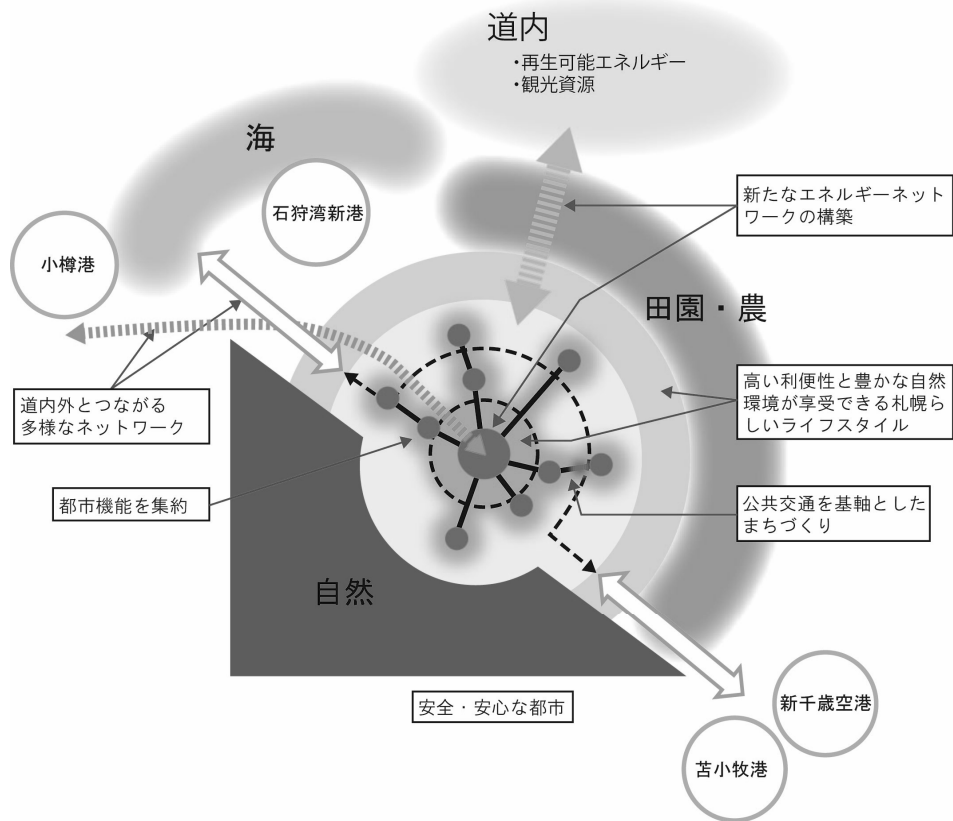 道内
・再生可能エネルギー
・観光資源
海
石狩湾新港
小樽港
新たなエネルギーネット
ワークの構築
田園・農
高い利便性と豊かな自然
環境が享受できる札幌ら
しいライフスタイル
道内外とつながる
多様なネットワーク
都市機能を集約
公共交通を基軸とした
まちづくり
自然
安全・安心な都市
新千歳空港
苫小牧港